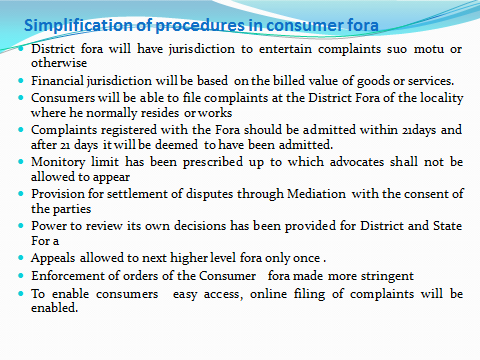 Simplification of procedures in consumer fora
• District fora will have jurisdiction to entertain complaints suo motu or
otherwise
• Financial jurisdiction will be based on the billed value of goods or services.
• Consumers will be able to file complaints at the District Fora of the locality
where he normally resides or works
• Complaints registered with the Fora should be admitted within 21days and
after 21 days it will be deemed to have been admitted.
• Monitory limit has been prescribed up to which advocates shall not be
allowed to appear
• Provision for settlement of disputes through Mediation with the consent of
the parties
• Power to review its own decisions has been provided for District and State
For a
• Appeals allowed to next higher level fora only once .
• Enforcement of orders of the Consumer fora made more stringent
• To enable consumers easy access, online filing of complaints will be
enabled.